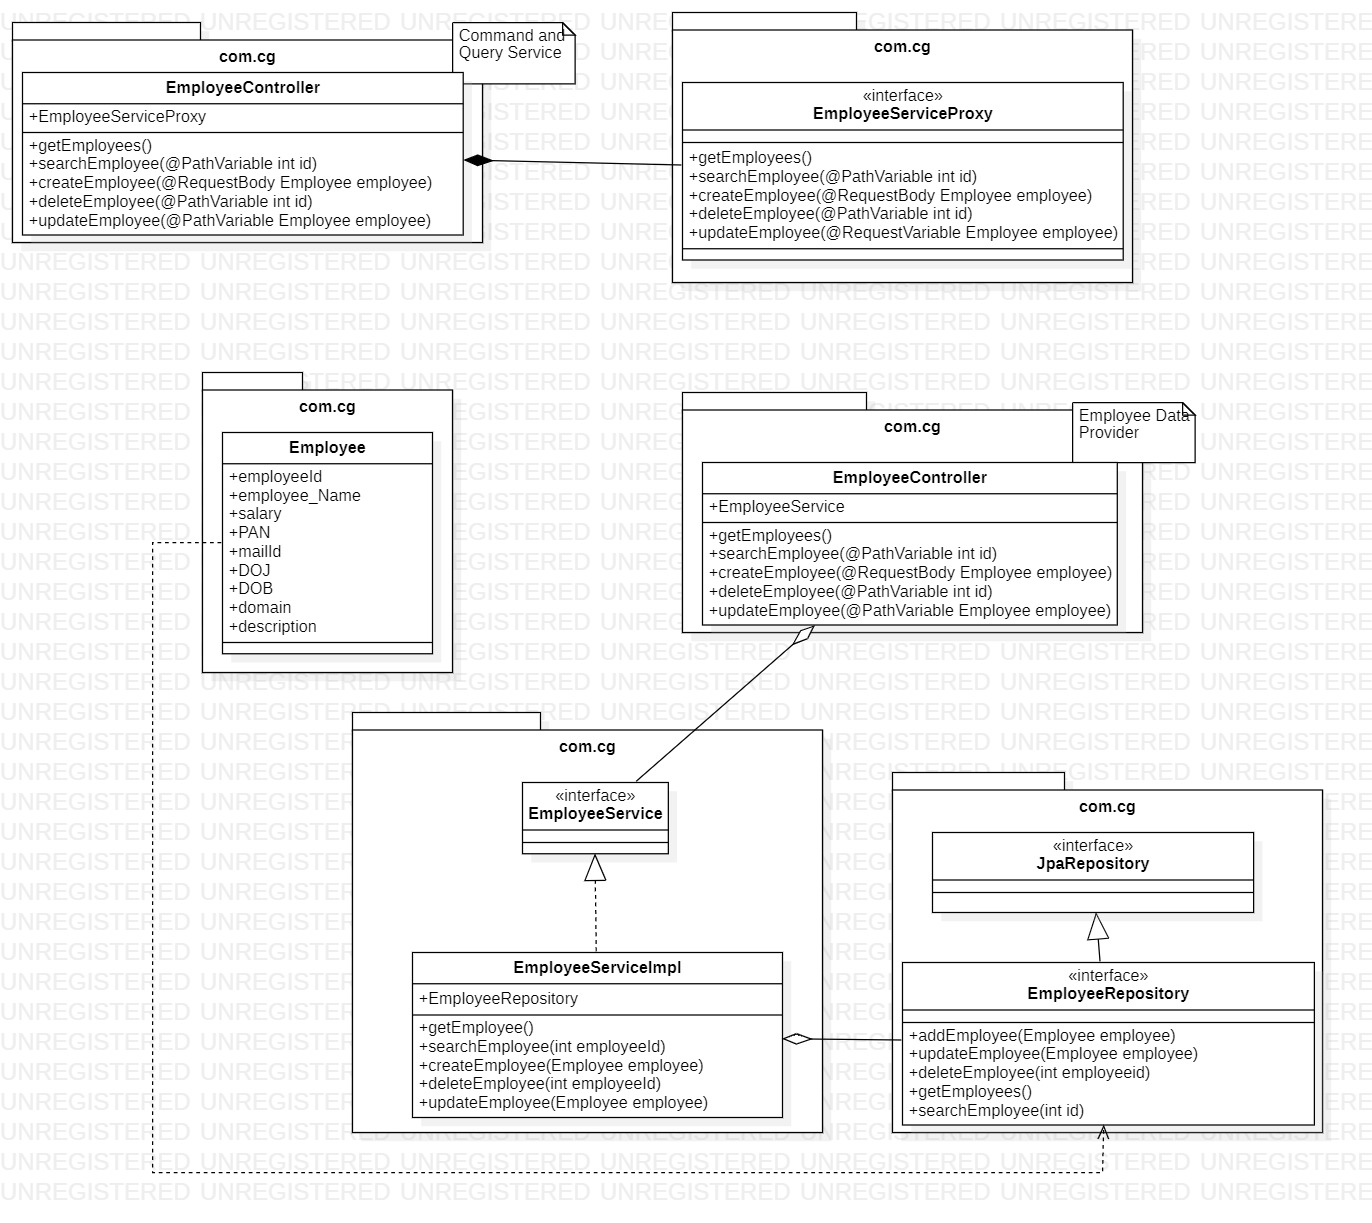 com.cg
Command and
Query Service
EmployeeController
+EmployeeServiceProxy
+getEmployees()
+searchEmployee(@PathVariable int id)
+createEmployee(@RequestBody Employee employee)
+deleteEmployee(@PathVariable int id)
+updateEmployee(@PathVariable Employee employee)
com.cg
«interface»
EmployeeServiceProxy
+getEmployees()
+searchEmployee(@PathVariable int id)
+createEmployee(@RequestBody Employee employee)
+deleteEmployee(@PathVariable int id)
+updateEmployee(@RequestVariable Employee employee)
com.cg
Employee
+employeeId
+employee_Name
+salary
+PAN
+mailId
+DOJ
+DOB
+domain
+description
com.cg
Employee Data
Provider
EmployeeController
+EmployeeService
+getEmployees()
+searchEmployee(@PathVariable int id)
+createEmployee(@RequestBody Employee employee)
+deleteEmployee(@PathVariable int id)
+updateEmployee(@PathVariable Employee employee)
com.cg
«interface»
EmployeeService
EmployeeServiceImpl
+EmployeeRepository
+getEmployee()
+searchEmployee(int employeeId)
+createEmployee(Employee employee)
+deleteEmployee(int employeeId)
+updateEmployee(Employee employee)
com.cg
«interface»
JpaRepository
«interface»
EmployeeRepository
+addEmployee(Employee employee)
+updateEmployee(Employee employee)
+deleteEmployee(int employeeid)
+getEmployees()
+searchEmployee(int id)
UNREGISTERED